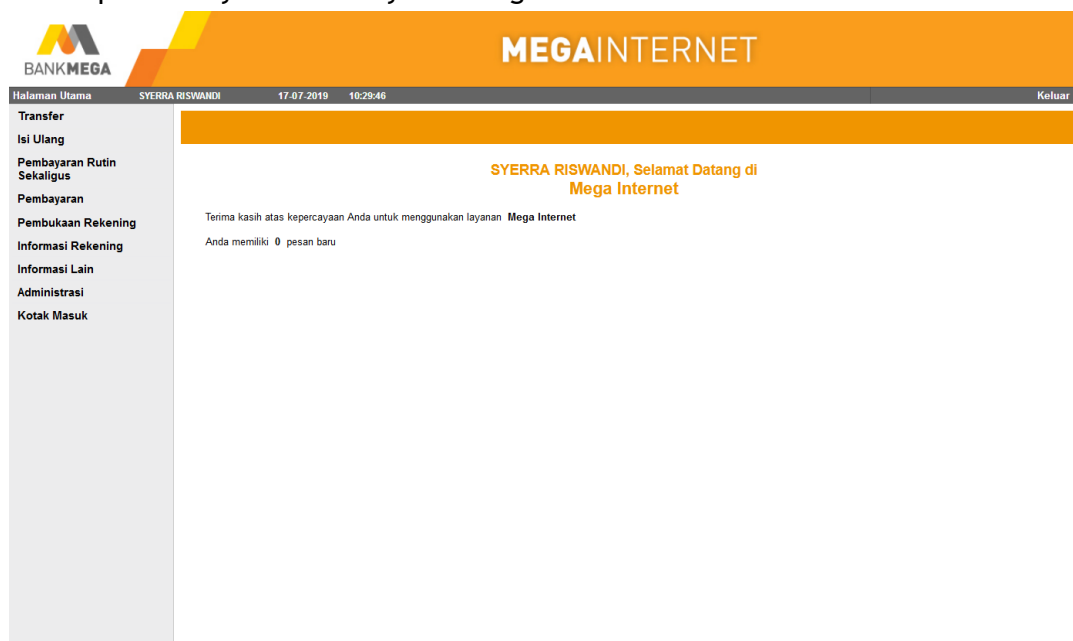 BANKMEGA
MEGAINTERNET
Halaman Utama SYERRA RISWANDI 17-07-2019 10:29:46 Keluar
Transfer
Isi Ulang
Pembayaran Rutin
Sekaligus
Pembayaran
Pembukaan Rekening
Informasi Rekening
Informasi Lain
Administrasi
Kotak Masuk
SYERRA RISWANDI, Selamat Datang di
Mega Internet
Terima kasih atas kepercayaan Anda untuk menggunakan layanan Mega Internet
Anda memiliki 0 pesan baru